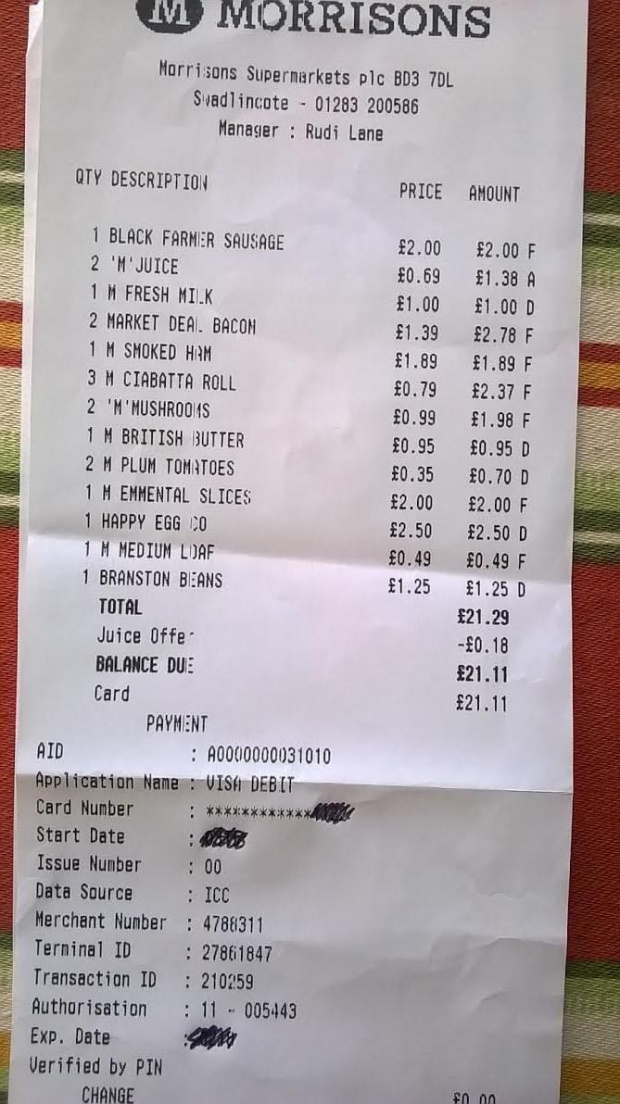 M MORRISONS
Morrisons Supermarkets plc BD3 7DL
Swadlincote - 01283 200586
Manager : Rudi Lane
QTY DESCRIPTION PRICE AMOUNT
1 BLACK FARMER SAUSAGE £2.00 £2.00 F
2 'M'JUICE £0.69 £1.38 A
1 M FRESH MILK £1.00 £1.00 D
2 MARKET DEAL BACON £1.39 £2.78 F
1 M SMOKED HAM £1.89 £1.89 F
3 M CIABATTA ROLL £0.79 £2.37 F
2 'M'MUSHROOMS £0.99 £1.98 F
1 M BRITISH BUTTER £0.95 £0.95 D
2 M PLUM TOMATOES £0.35 £0.70 D
1 M EMMENTAL SLICES £2.00 £2.00 F
1 HAPPY EGG CO £2.50 £2.50 D
1 M MEDIUM LOAF £0.49 £0.49 F
1 BRANSTON BEANS £1.25 £1.25 D
TOTAL £21.29
Juice Offer -£0.18
BALANCE DUE £21.11
Card £21.11
PAYMENT
AID : A0000000031010
Application Name : VISA DEBIT
Card Number : ************
Start Date :
Issue Number : 00
Data Source : ICC
Merchant Number : 4788311
Terminal ID : 27861847
Transaction ID : 210259
Authorisation : 11 - 005443
Exp. Date :
Verified by PIN
CHANGE £0.00